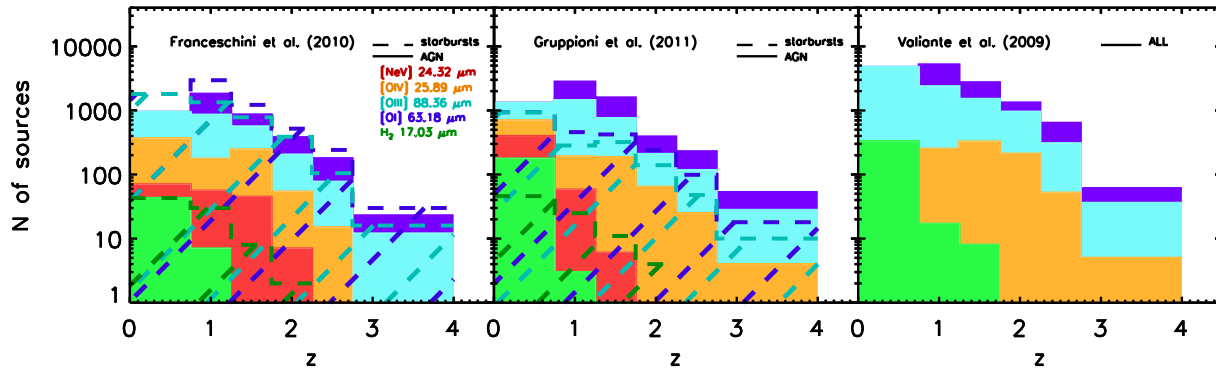 N of sources
10000
1000
100
10
1
Franceschini et al. (2010)
starbursts
AGN
[NeV] 24.32 μm
[OIV] 25.89 μm
[OIII] 88.36 μm
[OI] 63.18 μm
H₂ 17.03 μm
0 1 2 3 4
z
Gruppioni et al. (2011)
starbursts
AGN
0 1 2 3 4
z
Valiante et al. (2009)
ALL
0 1 2 3 4
z